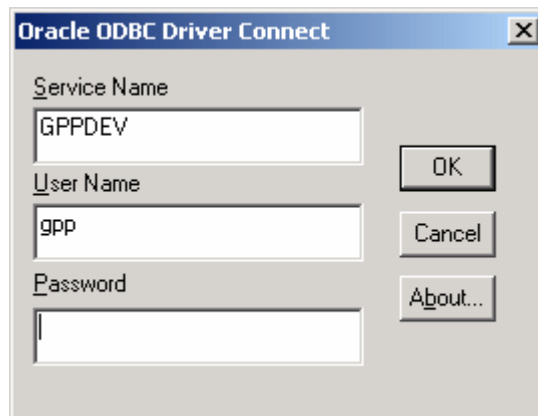 Oracle ODBC Driver Connect
Service Name
GPPDEV
OK
User Name
gpp
Cancel
Password
About...